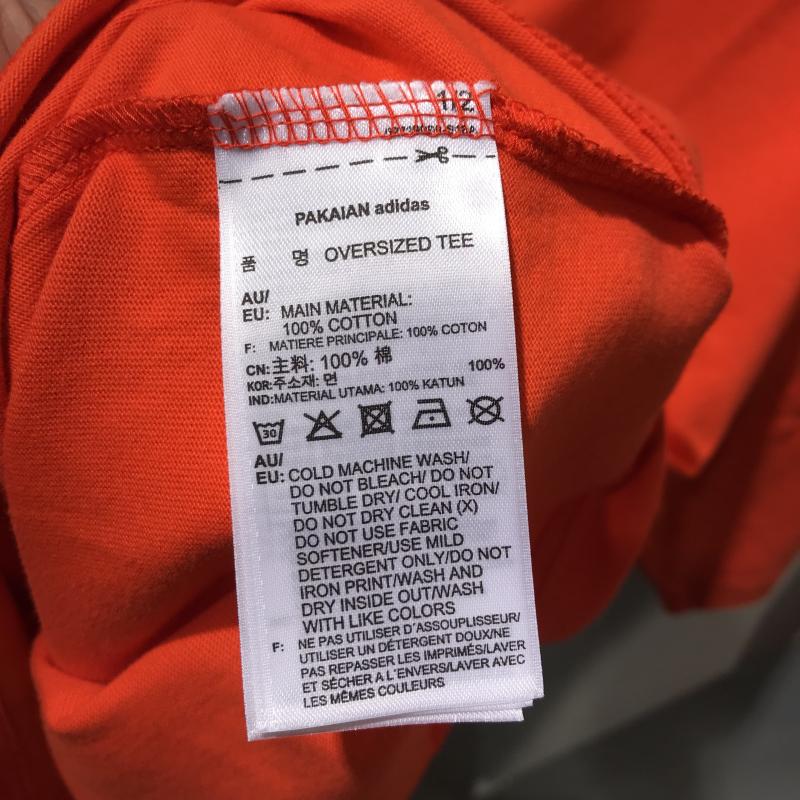 1/2
PAKAIAN adidas
품 명 OVERSIZED TEE
AU/
EU: MAIN MATERIAL:
100% COTTON
F: MATIERE PRINCIPALE: 100% COTON
CN:主料: 100% 棉
KOR:주소재: 면 100%
IND:MATERIAL UTAMA: 100% KATUN
30
AU/
EU: COLD MACHINE WASH/
DO NOT BLEACH/ DO NOT
TUMBLE DRY/ COOL IRON/
DO NOT DRY CLEAN (X)
DO NOT USE FABRIC
SOFTENER/USE MILD
DETERGENT ONLY/DO NOT
IRON PRINT/WASH AND
DRY INSIDE OUT/WASH
WITH LIKE COLORS
F: NE PAS UTILISER D'ASSOUPLISSEUR/
UTILISER UN DÉTERGENT DOUX/NE
PAS REPASSER LES IMPRIMÉS/LAVER
ET SÉCHER A L'ENVERS/LAVER AVEC
LES MÊMES COULEURS